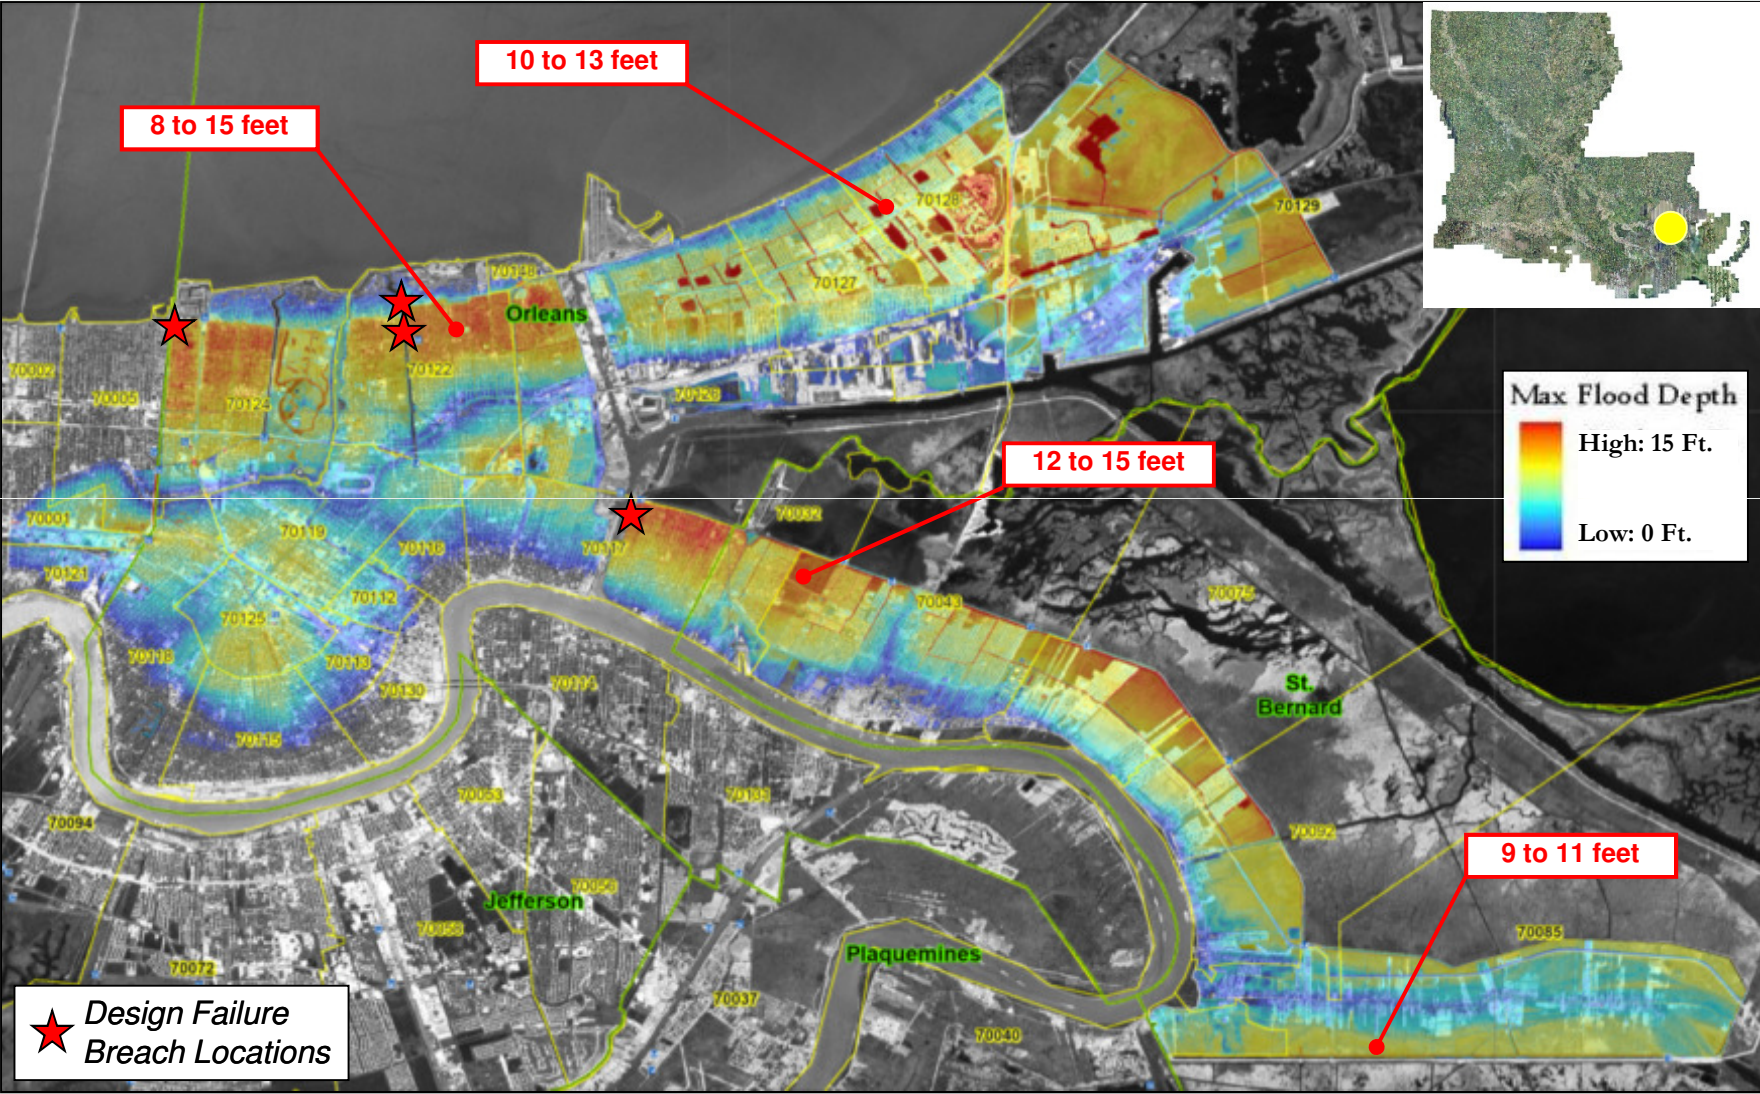 10 to 13 feet
8 to 15 feet
70128
70129
70148
70127
Orleans
70002
70005
70122
70124
70126
Max Flood Depth
High: 15 Ft.
Low: 0 Ft.
12 to 15 feet
70032
70001
70119
70116
70117
70121
70112
70043
70075
70125
70118
70113
70130
70114
St.
Bernard
70115
70053
70131
70094
70092
9 to 11 feet
70056
Jefferson
70058
70085
Plaquemines
70072
70037
70040
Design Failure
Breach Locations